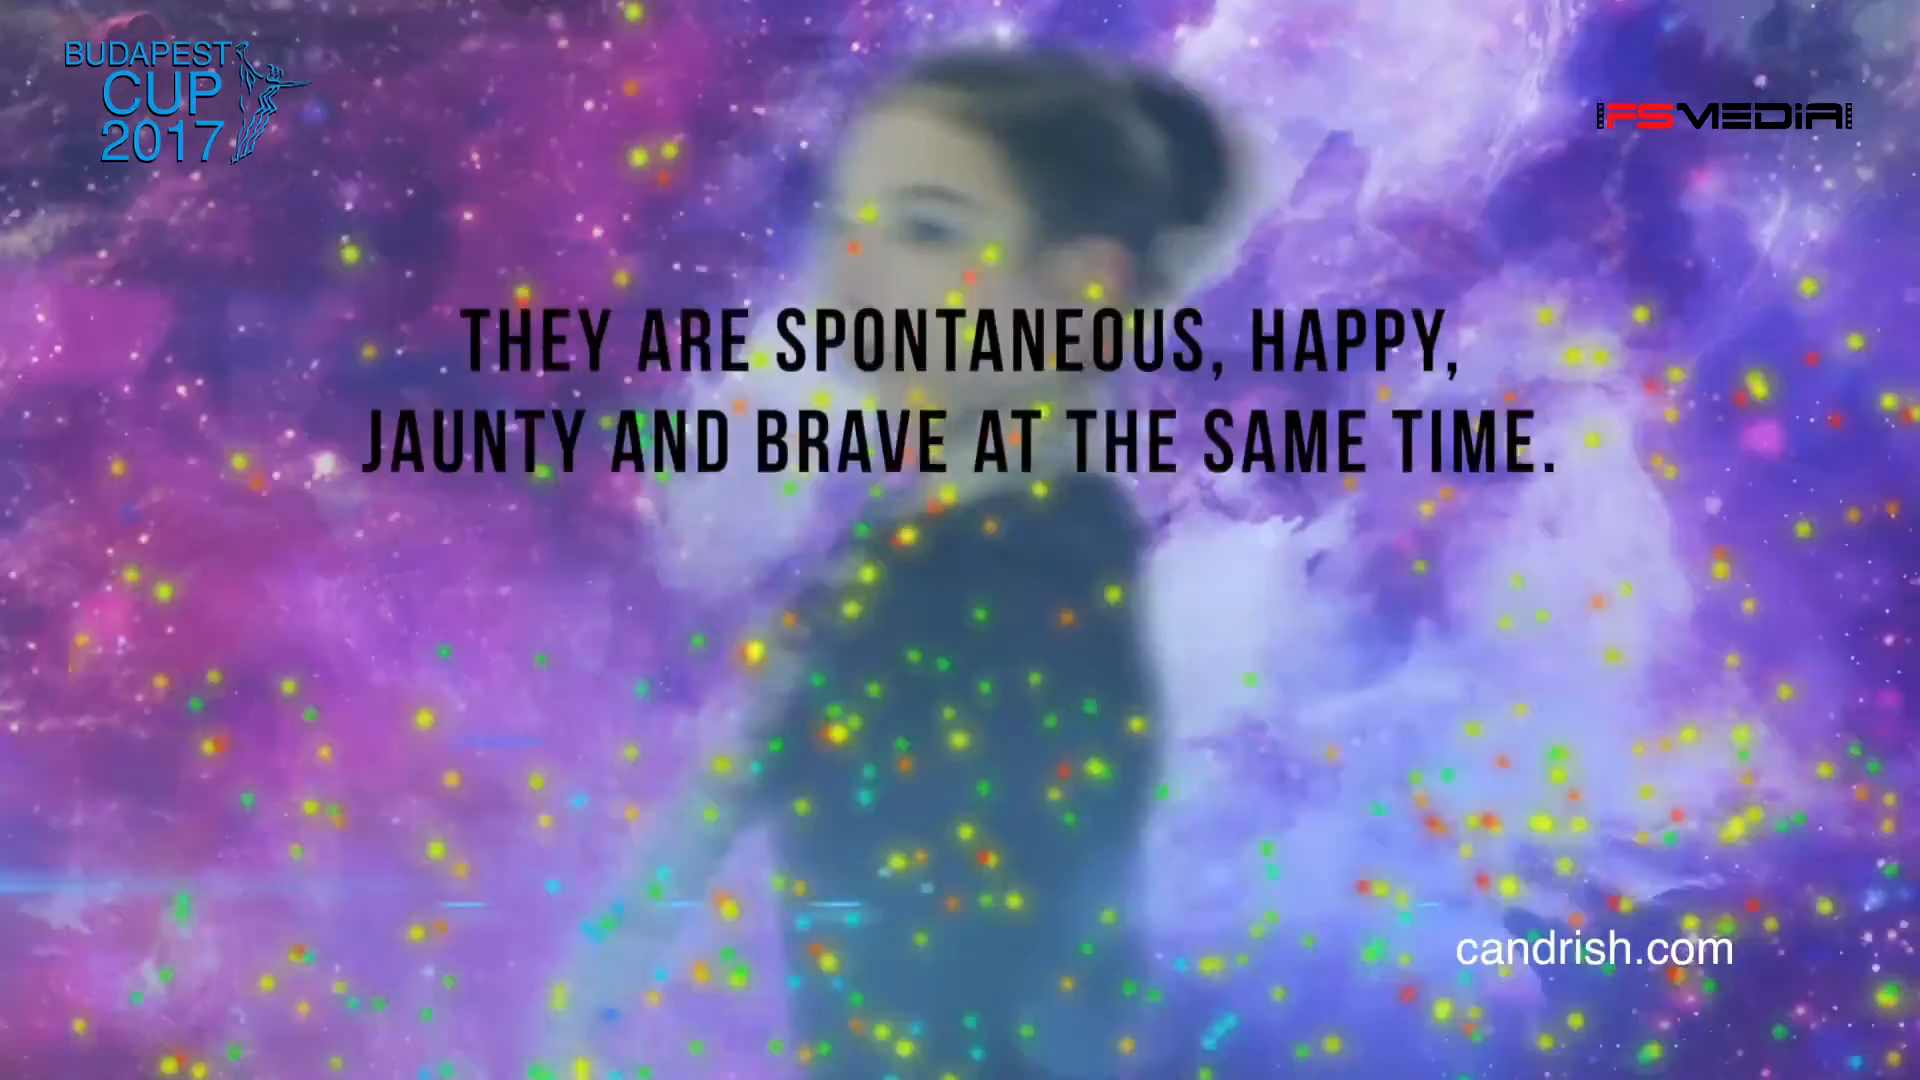 BUDAPEST
CUP
2017
FSMEDIA
THEY ARE SPONTANEOUS, HAPPY,
JAUNTY AND BRAVE AT THE SAME TIME.
candrish.com